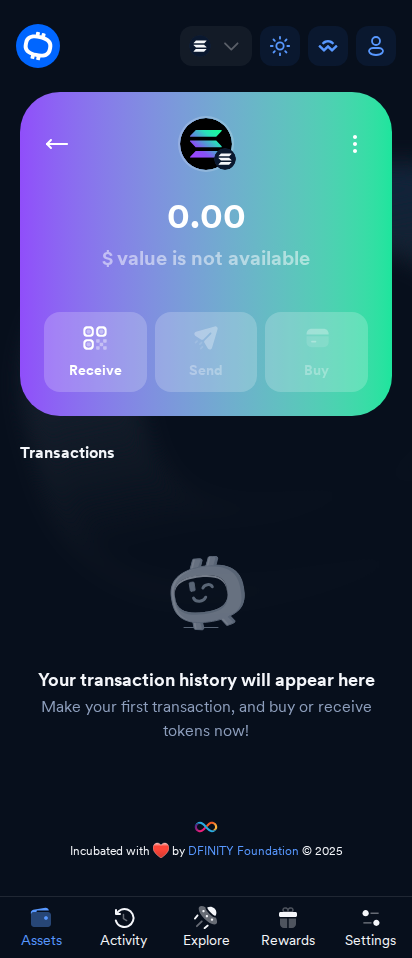 0.00
$ value is not available
Receive
Send
Buy
Transactions
Your transaction history will appear here
Make your first transaction, and buy or receive
tokens now!
Incubated with ❤️ by DFINITY Foundation © 2025
Assets
Activity
Explore
Rewards
Settings